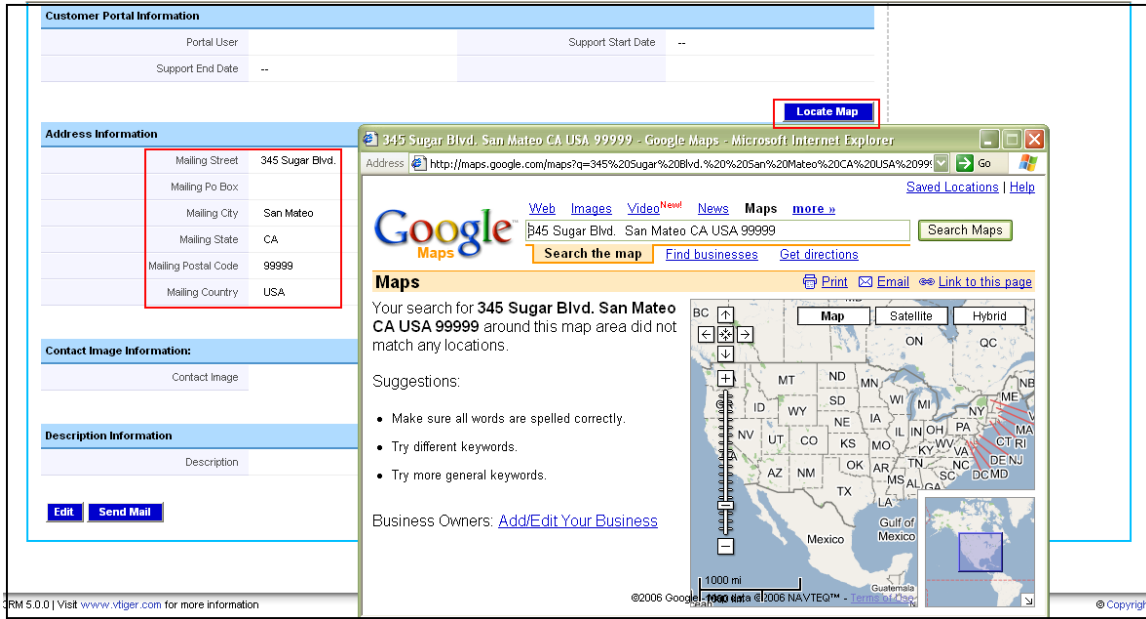 Customer Portal Information
Portal User
Support Start Date --
Support End Date --
Locate Map
Address Information
Mailing Street 345 Sugar Blvd.
Mailing Po Box
Mailing City San Mateo
Mailing State CA
Mailing Postal Code 99999
Mailing Country USA
Contact Image Information:
Contact Image
Description Information
Description
Edit Send Mail
345 Sugar Blvd. San Mateo CA USA 99999 - Google Maps - Microsoft Internet Explorer
Address http://maps.google.com/maps?q=345%20Sugar%20Blvd.%20%20San%20Mateo%20CA%20USA%20999 Go
Saved Locations | Help
Web Images Video New! News Maps more »
Google Maps
345 Sugar Blvd. San Mateo CA USA 99999 Search Maps
Search the map Find businesses Get directions
Maps Print Email Link to this page
Your search for 345 Sugar Blvd. San Mateo
CA USA 99999 around this map area did not
match any locations.
Suggestions:
• Make sure all words are spelled correctly.
• Try different keywords.
• Try more general keywords.
Business Owners: Add/Edit Your Business
Map Satellite Hybrid
BC ON QC
MT ND MN NB
ID WY SD WI MI NY ME
NV UT CO NE IA IL IN OH PA MA
KS MO KY WV VA CT RI
AZ NM OK AR TN NC DE NJ
TX MS AL GA SC DC MD
LA
Gulf of
Mexico
Mexico
Guatemala
1000 mi
©2006 Google - Map data ©2006 NAVTEQ™ - Terms of Use
RM 5.0.0 | Visit www.vtiger.com for more information
© Copyrigh